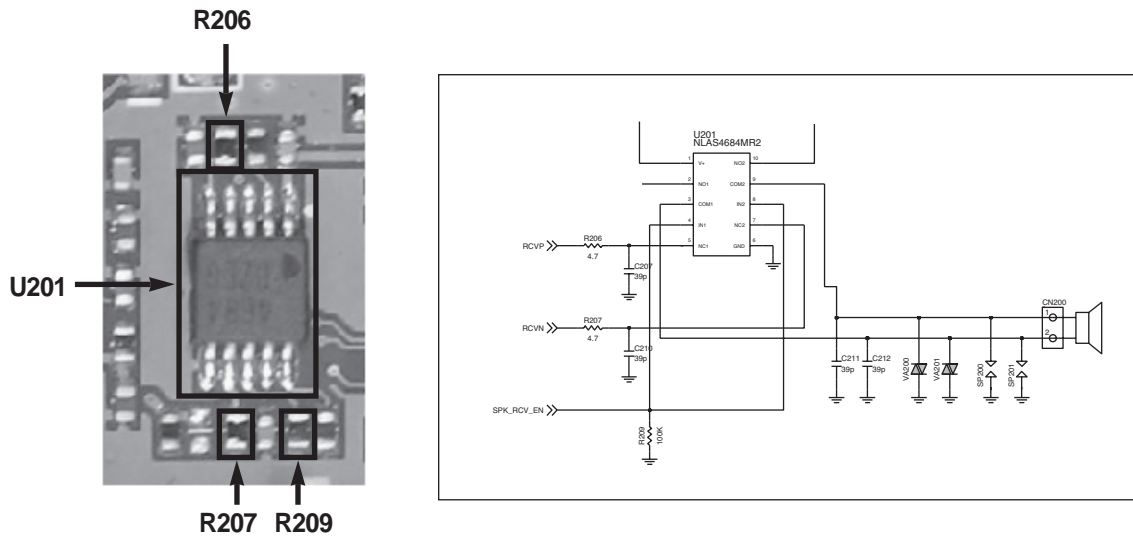 R206
U201
R207 R209
U201
NLAS4684MR2
1 V+ NO2 10
2 NO1 COM2 9
3 COM1 IN2 8
4 IN1 NC2 7
5 NC1 GND 6
RCVP
R206
4.7
C207
39p
RCVN
R207
4.7
C210
39p
SPK_RCV_EN
R209
100K
C211
39p
C212
39p
VA200
VA201
SP200
SP201
CN200
1
2